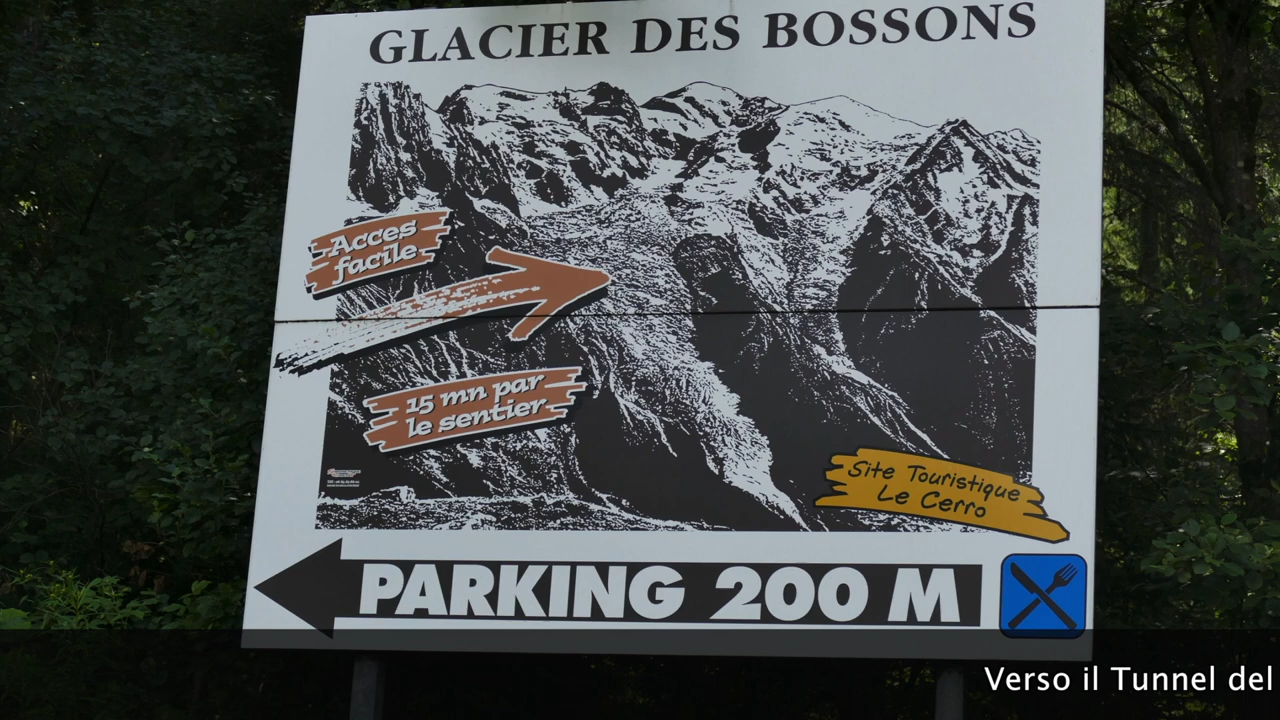 GLACIER DES BOSSONS
Acces
facile
15 mn par
le sentier
Site Touristique
Le Cerro
PARKING 200 M
Verso il Tunnel del